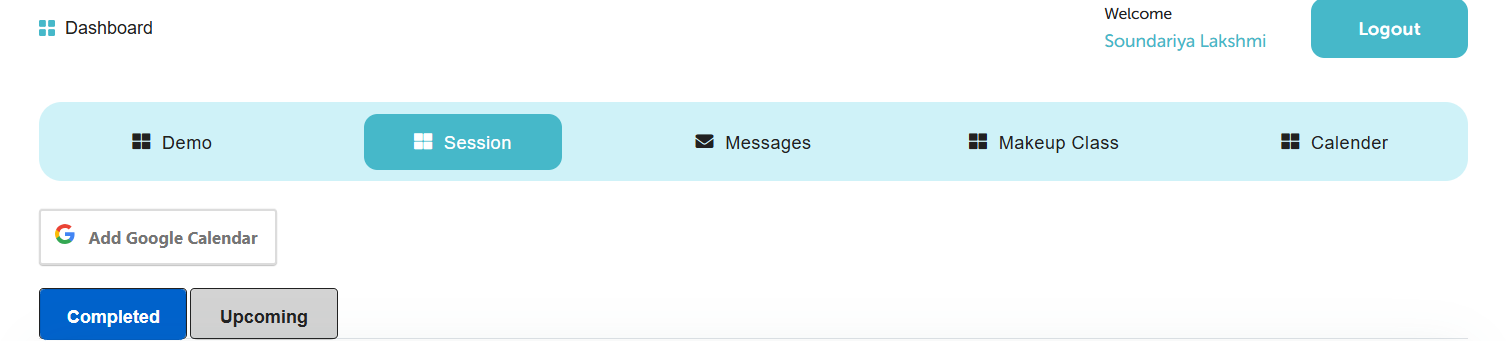 Dashboard
Welcome
Soundariya Lakshmi
Logout
Demo
Session
Messages
Makeup Class
Calender
Add Google Calendar
Completed
Upcoming